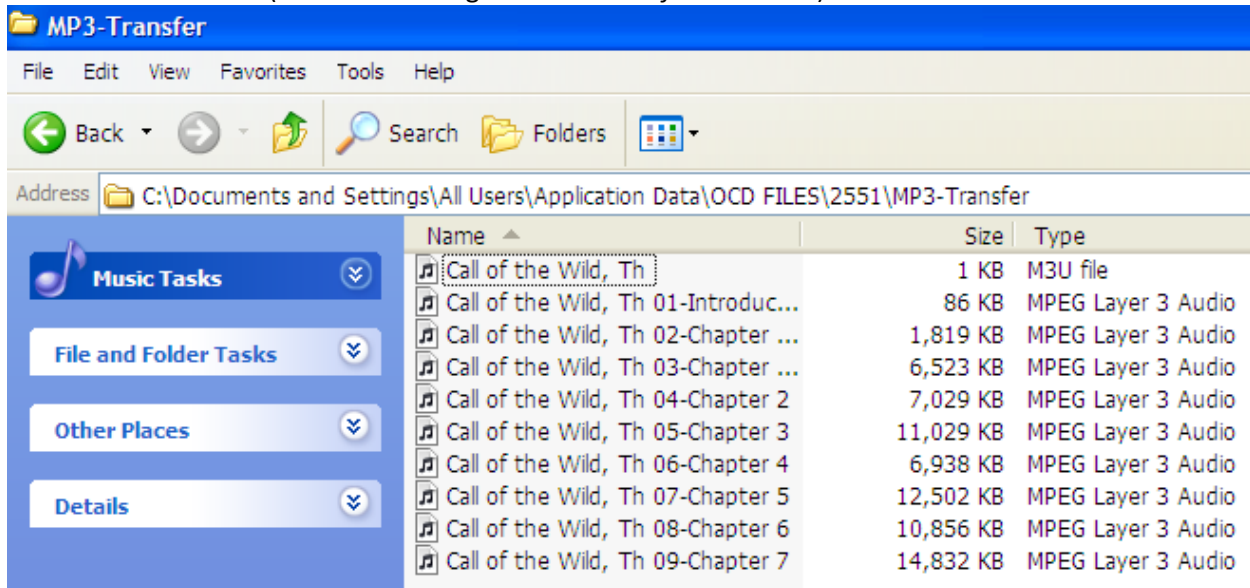 MP3-Transfer
File Edit View Favorites Tools Help
Back Search Folders
Address C:\Documents and Settings\All Users\Application Data\OCD FILES\2551\MP3-Transfer
Music Tasks
File and Folder Tasks
Other Places
Details
Name Size Type
Call of the Wild, Th 1 KB M3U file
Call of the Wild, Th 01-Introduc... 86 KB MPEG Layer 3 Audio
Call of the Wild, Th 02-Chapter ... 1,819 KB MPEG Layer 3 Audio
Call of the Wild, Th 03-Chapter ... 6,523 KB MPEG Layer 3 Audio
Call of the Wild, Th 04-Chapter 2 7,029 KB MPEG Layer 3 Audio
Call of the Wild, Th 05-Chapter 3 11,029 KB MPEG Layer 3 Audio
Call of the Wild, Th 06-Chapter 4 6,938 KB MPEG Layer 3 Audio
Call of the Wild, Th 07-Chapter 5 12,502 KB MPEG Layer 3 Audio
Call of the Wild, Th 08-Chapter 6 10,856 KB MPEG Layer 3 Audio
Call of the Wild, Th 09-Chapter 7 14,832 KB MPEG Layer 3 Audio